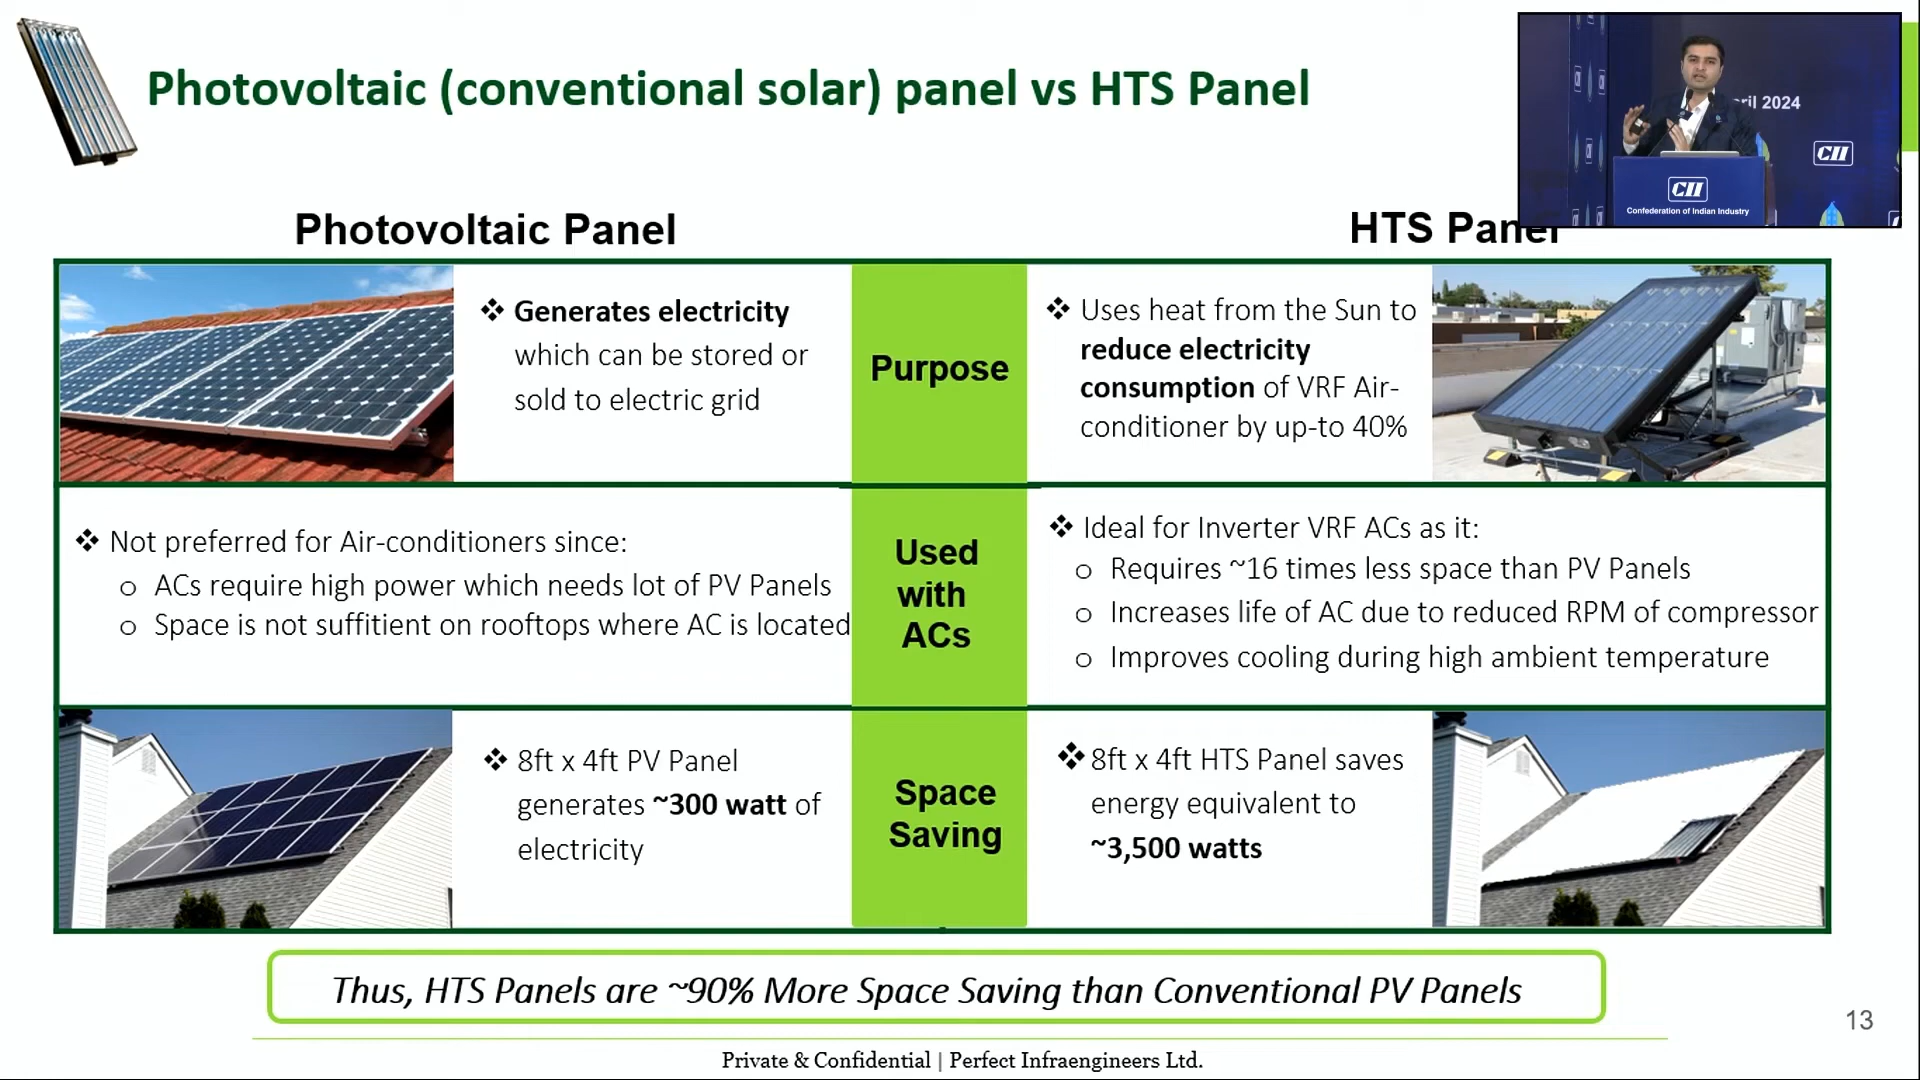 Photovoltaic (conventional solar) panel vs HTS Panel
ril 2024
CII
CII
Confederation of Indian Industry
Photovoltaic Panel
HTS Panel
❖ Generates electricity
which can be stored or
sold to electric grid
Purpose
❖ Uses heat from the Sun to
reduce electricity
consumption of VRF Air-
conditioner by up-to 40%
❖ Not preferred for Air-conditioners since:
o ACs require high power which needs lot of PV Panels
o Space is not suffitient on rooftops where AC is located
Used
with
ACs
❖ Ideal for Inverter VRF ACs as it:
o Requires ~16 times less space than PV Panels
o Increases life of AC due to reduced RPM of compressor
o Improves cooling during high ambient temperature
❖ 8ft x 4ft PV Panel
generates ~300 watt of
electricity
Space
Saving
❖ 8ft x 4ft HTS Panel saves
energy equivalent to
~3,500 watts
Thus, HTS Panels are ~90% More Space Saving than Conventional PV Panels
13
Private & Confidential | Perfect Infraengineers Ltd.